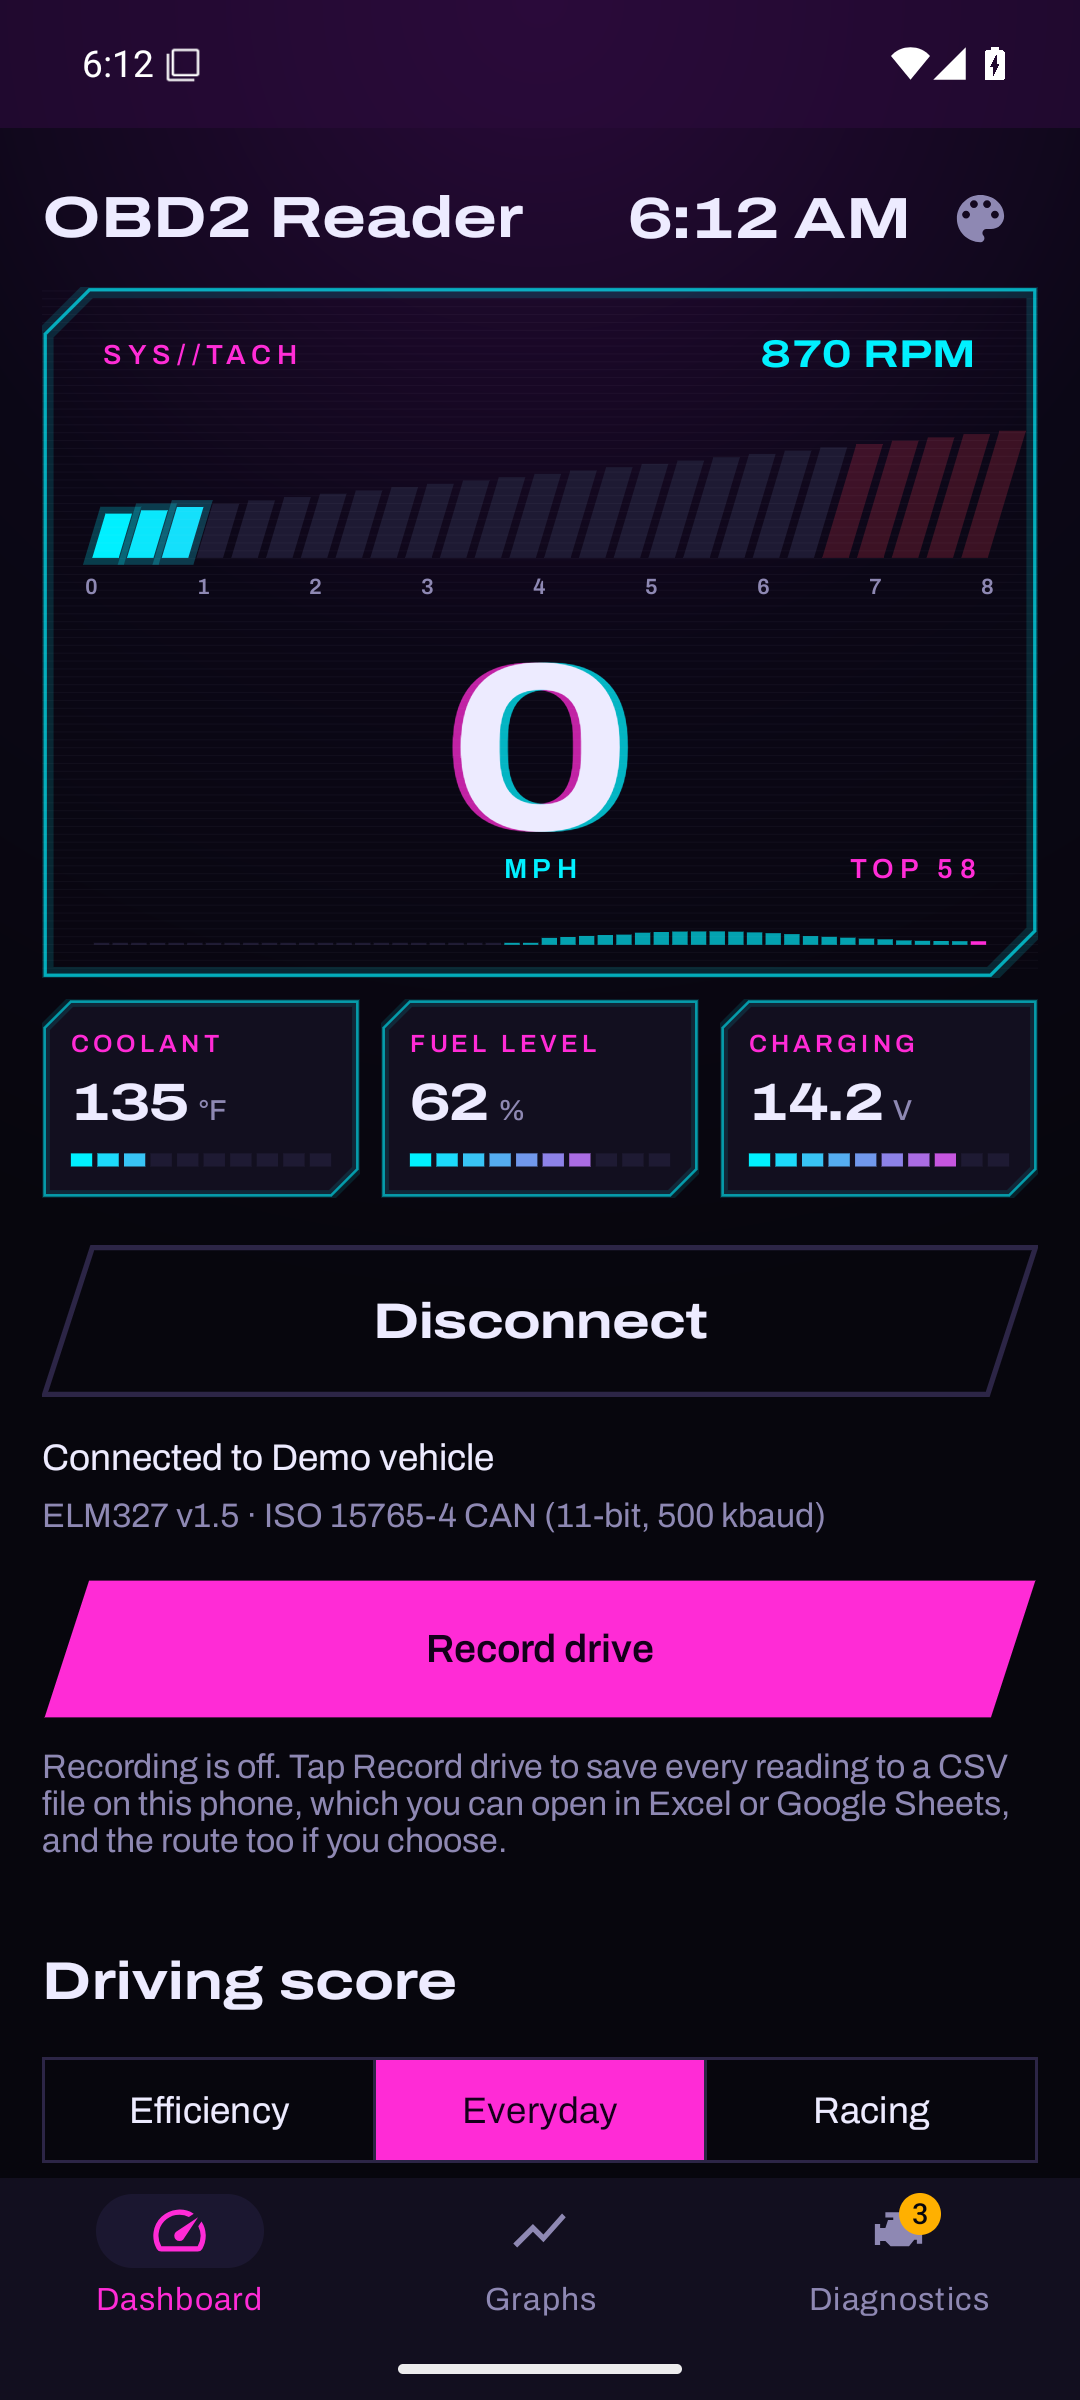 6:12
OBD2 Reader 6:12 AM
SYS//TACH 870 RPM
0 1 2 3 4 5 6 7 8
0
MPH TOP 58
COOLANT FUEL LEVEL CHARGING
135 °F 62 % 14.2 V
Disconnect
Connected to Demo vehicle
ELM327 v1.5 · ISO 15765-4 CAN (11-bit, 500 kbaud)
Record drive
Recording is off. Tap Record drive to save every reading to a CSV
file on this phone, which you can open in Excel or Google Sheets,
and the route too if you choose.
Driving score
Efficiency Everyday Racing
3
Dashboard Graphs Diagnostics